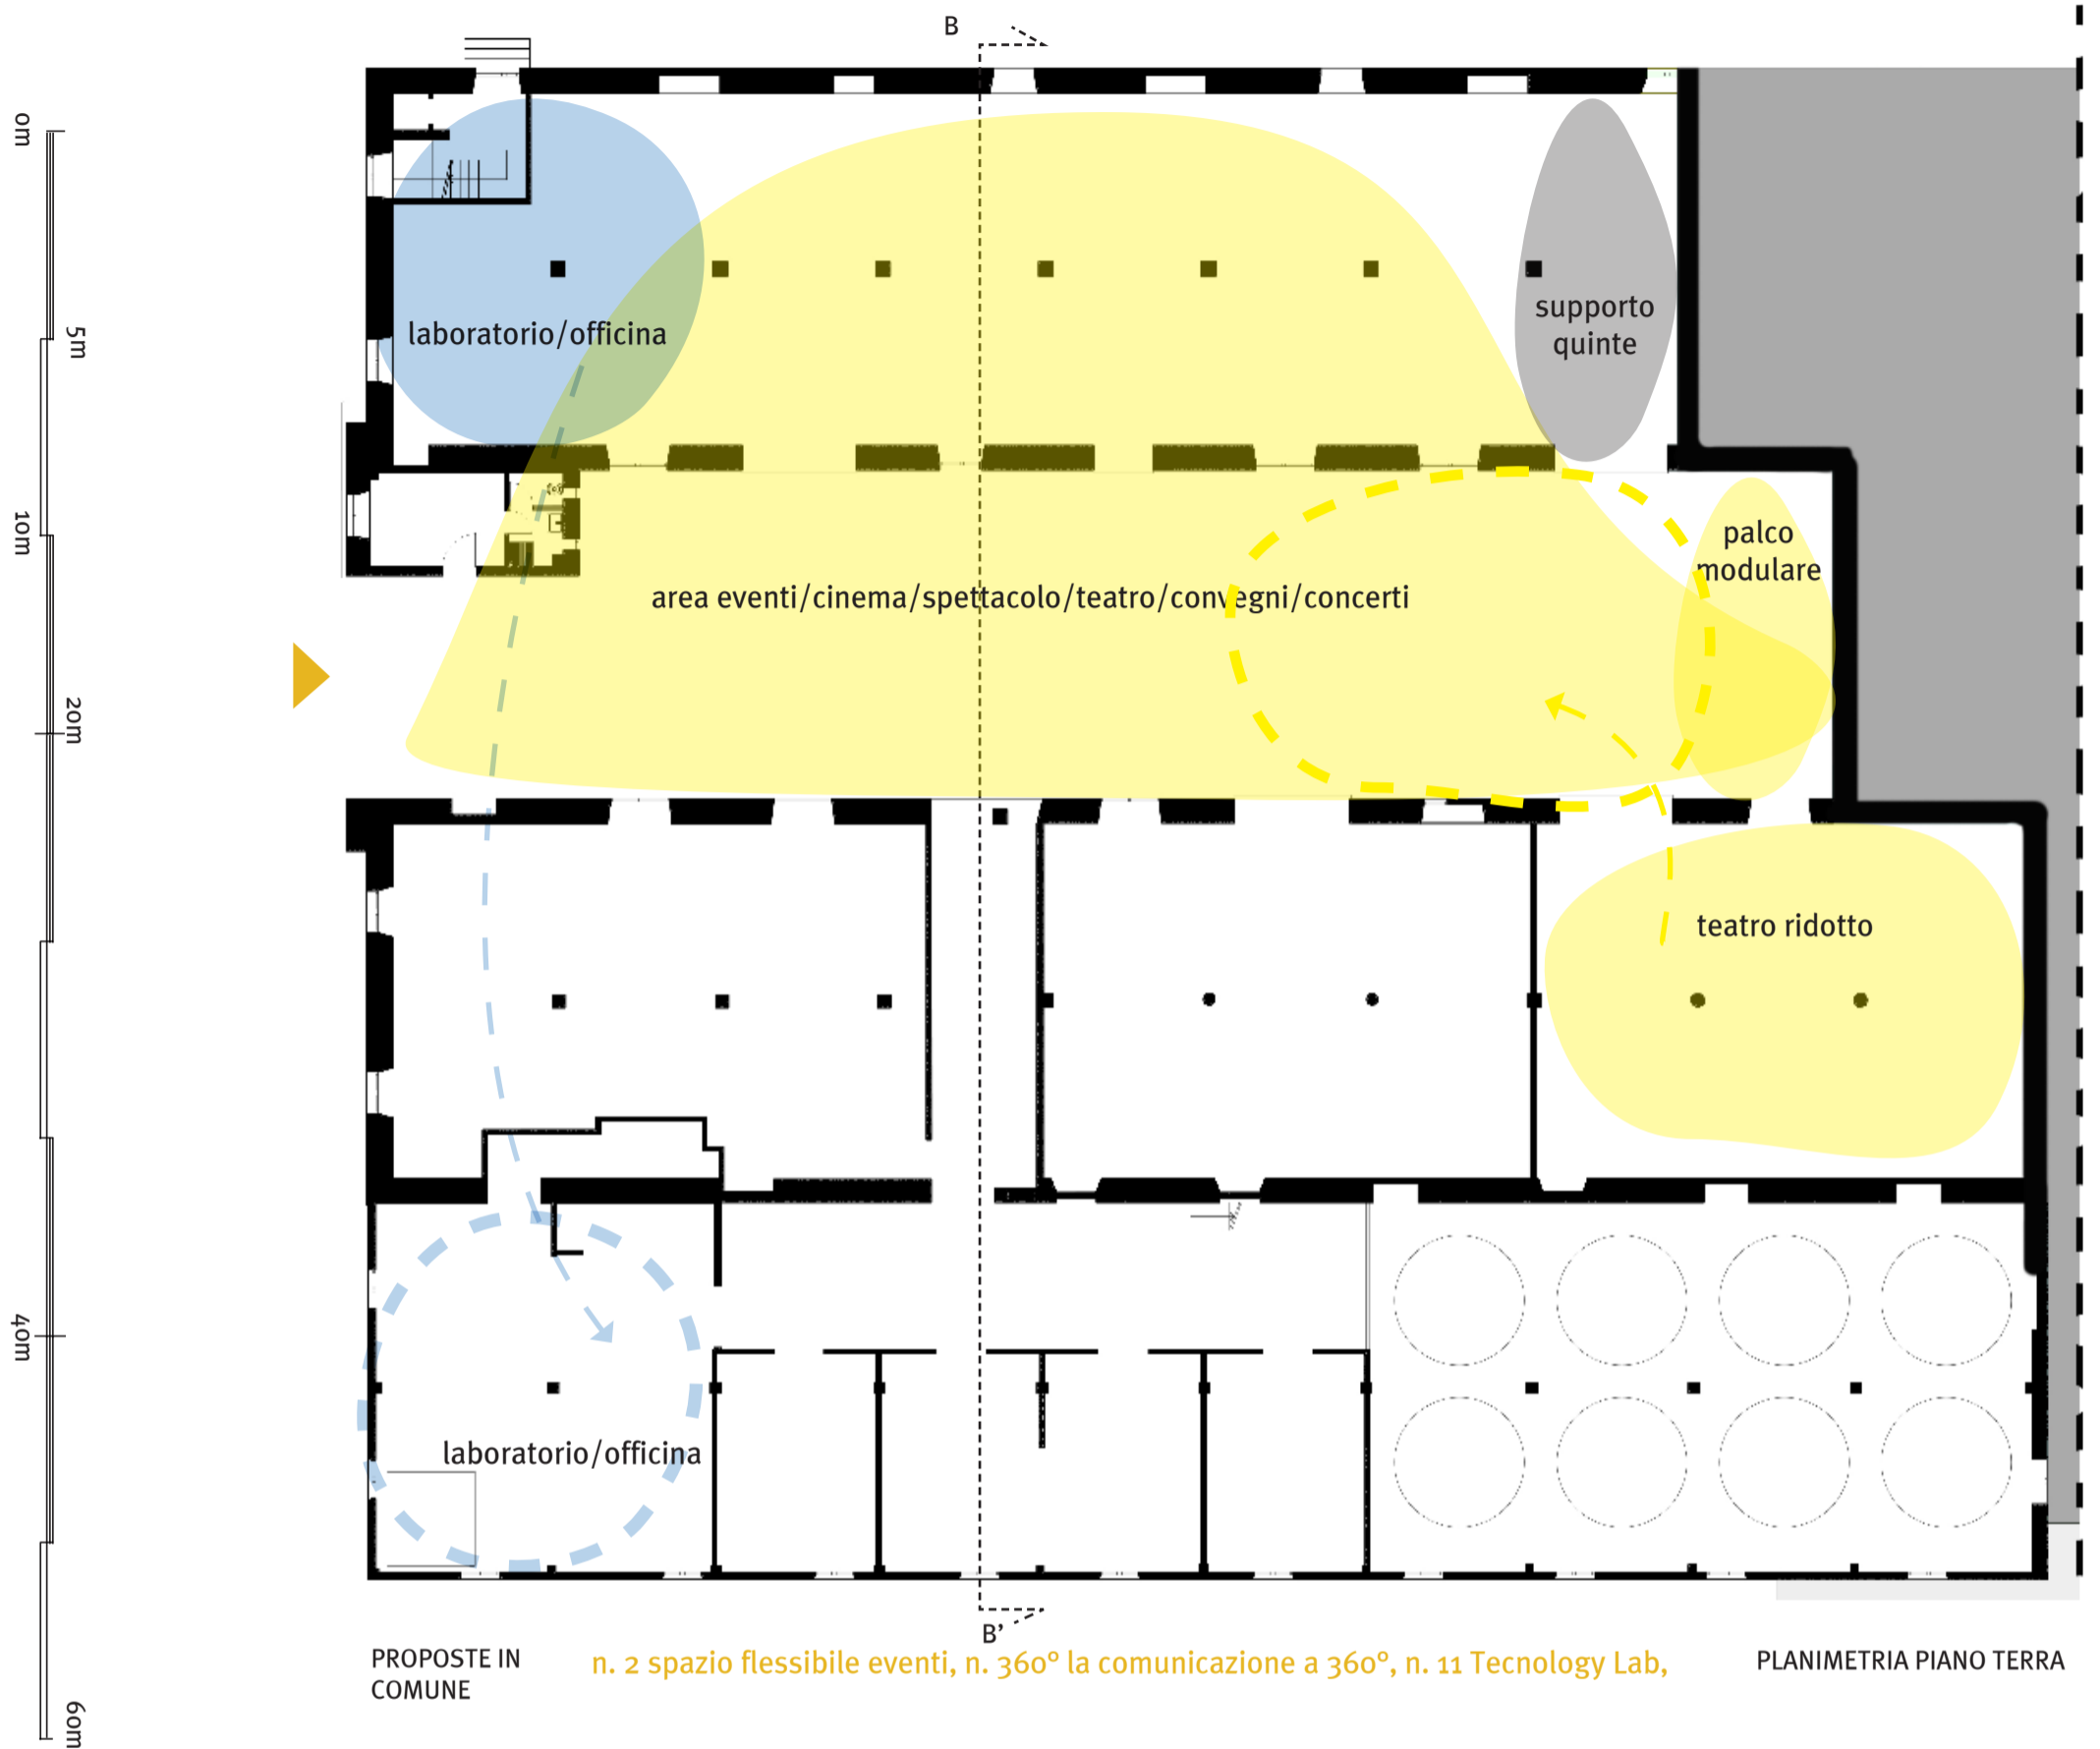 B
0m
5m
10m
20m
40m
60m
laboratorio/officina
supporto
quinte
palco
modulare
area eventi/cinema/spettacolo/teatro/convegni/concerti
teatro ridotto
laboratorio/officina
B'
PROPOSTE IN
COMUNE
n. 2 spazio flessibile eventi, n. 360° la comunicazione a 360°, n. 11 Tecnology Lab,
PLANIMETRIA PIANO TERRA